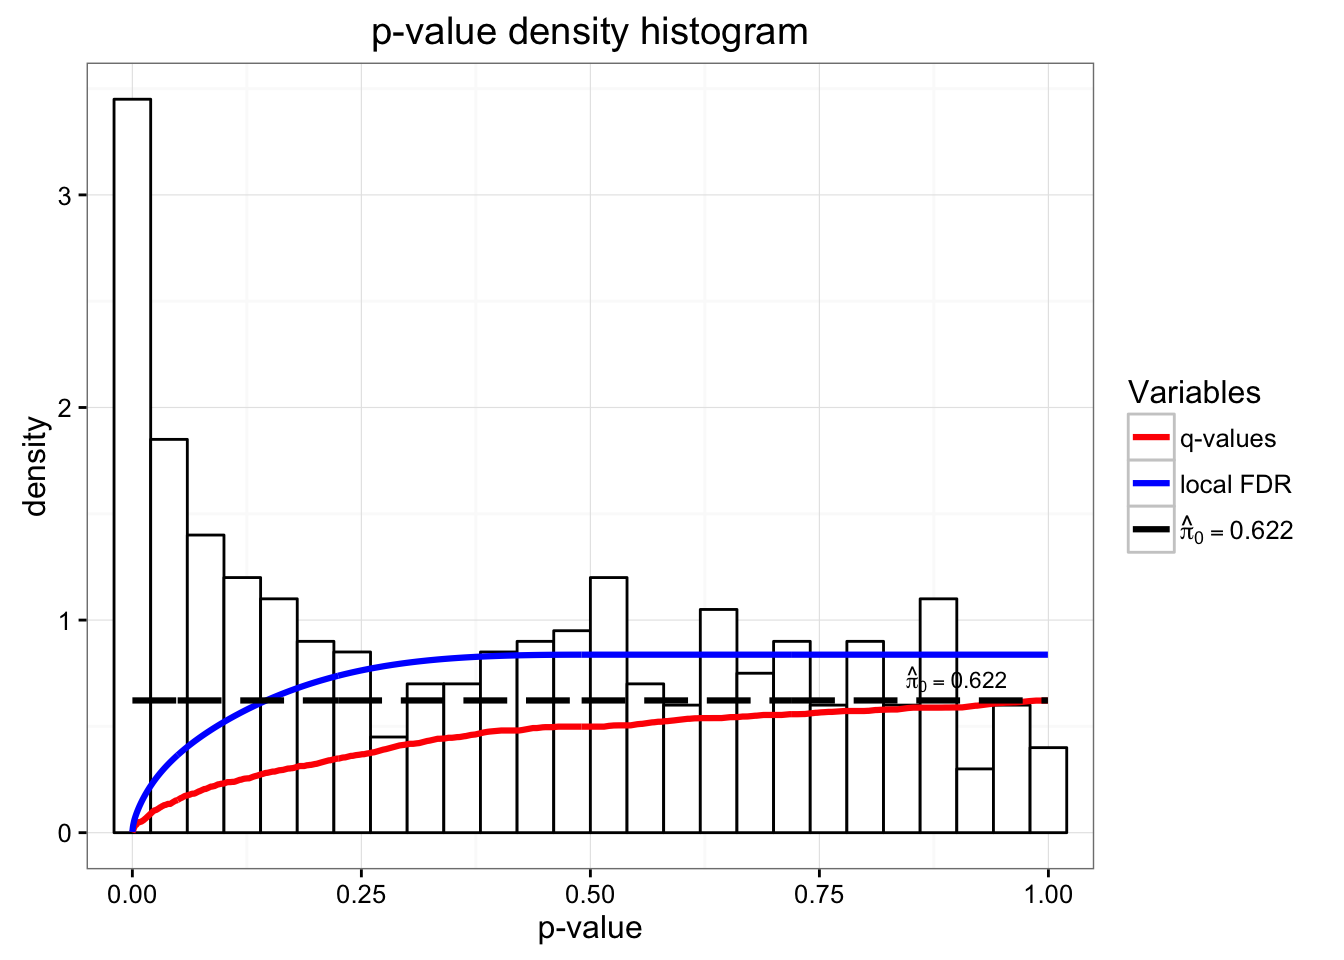 p-value density histogram
density
3
2
1
0
0.00 0.25 0.50 0.75 1.00
p-value
π̂₀ = 0.622
Variables
q-values
local FDR
π̂₀ = 0.622